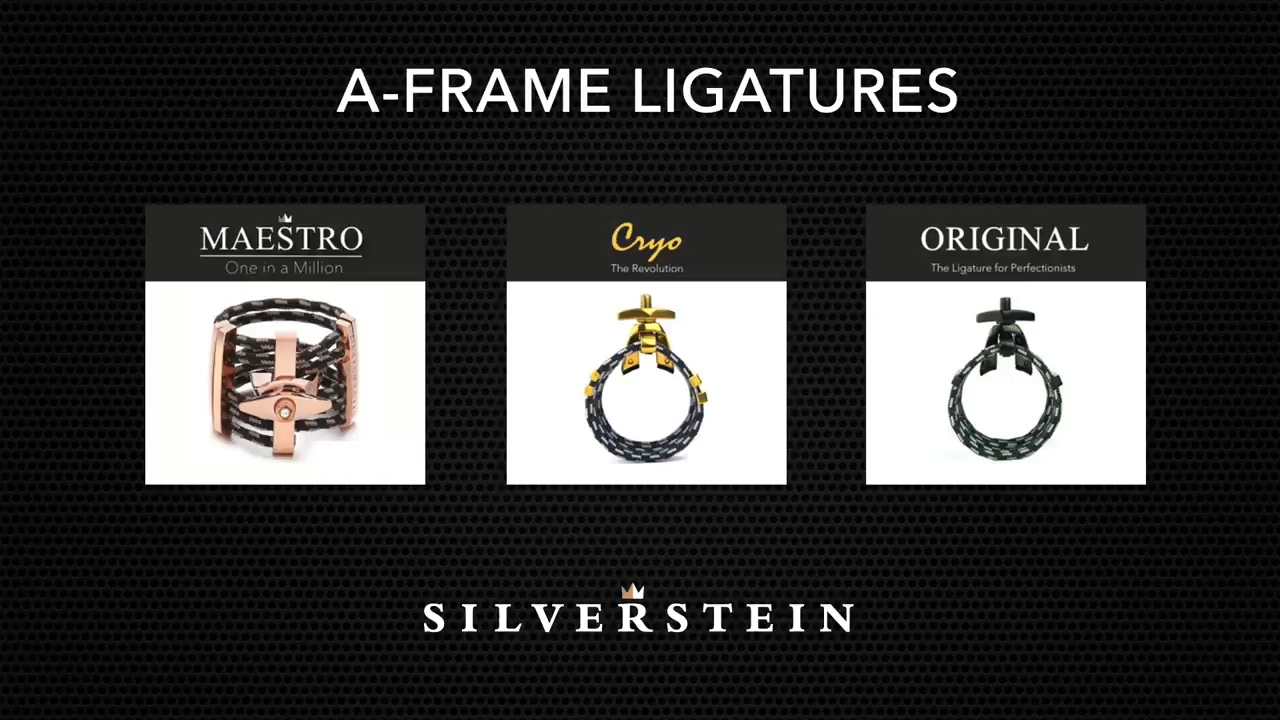 A-FRAME LIGATURES
MAESTRO
One in a Million
Cryo
The Revolution
ORIGINAL
The Ligature for Perfectionists
SILVERSTEIN